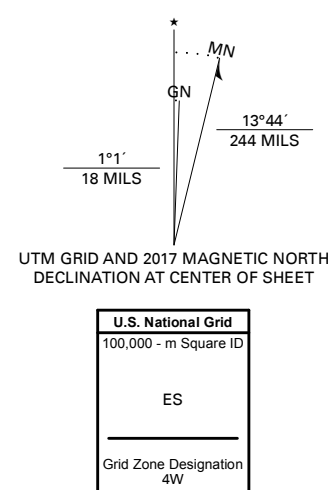 ★
MN
GN
13°44´
244 MILS
1°1´
18 MILS
UTM GRID AND 2017 MAGNETIC NORTH
DECLINATION AT CENTER OF SHEET
U.S. National Grid
100,000 - m Square ID
ES
Grid Zone Designation
4W